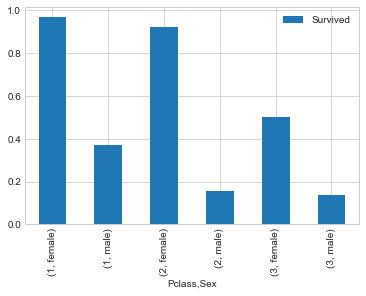 1.0
0.8
0.6
0.4
0.2
0.0
Survived
(1, female)
(1, male)
(2, female)
(2, male)
(3, female)
(3, male)
Pclass,Sex